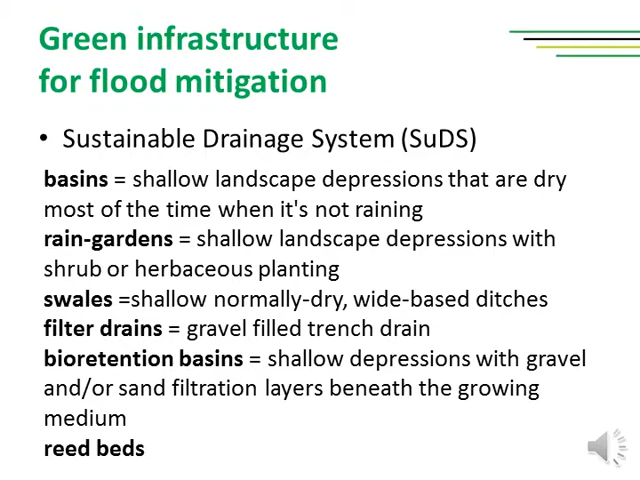 Green infrastructure
for flood mitigation
• Sustainable Drainage System (SuDS)
basins = shallow landscape depressions that are dry
most of the time when it's not raining
rain-gardens = shallow landscape depressions with
shrub or herbaceous planting
swales =shallow normally-dry, wide-based ditches
filter drains = gravel filled trench drain
bioretention basins = shallow depressions with gravel
and/or sand filtration layers beneath the growing
medium
reed beds